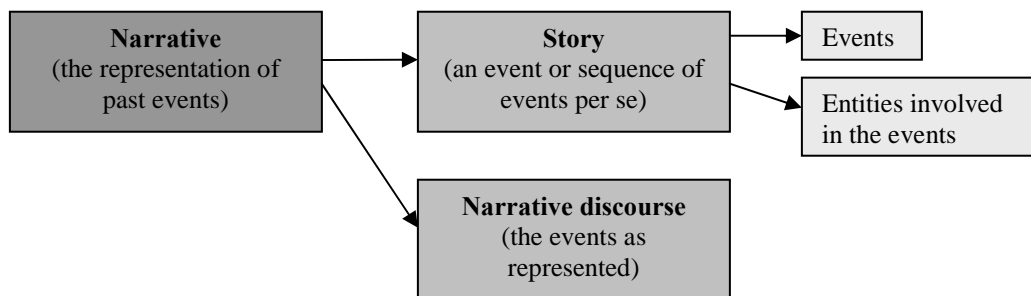 Narrative
(the representation of
past events)
Story
(an event or sequence of
events per se)
Events
Entities involved
in the events
Narrative discourse
(the events as
represented)